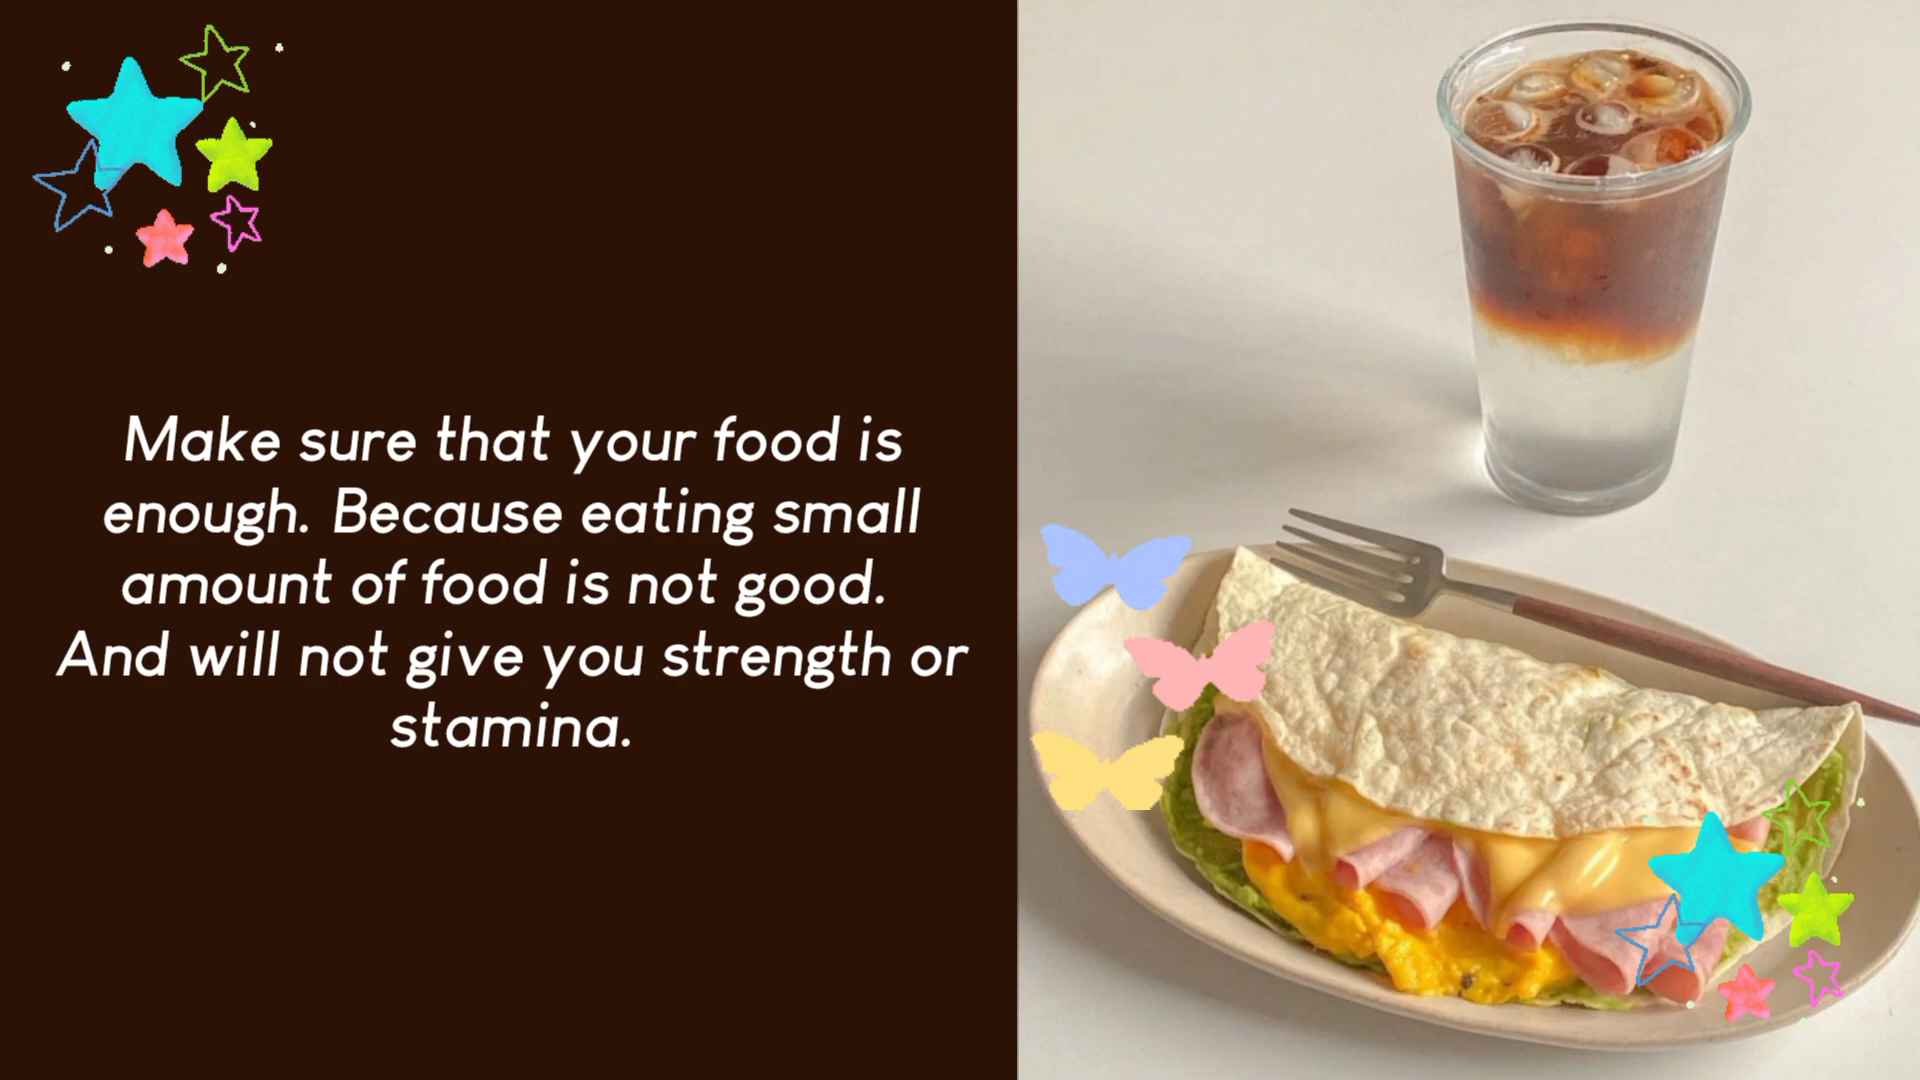 Make sure that your food is
enough. Because eating small
amount of food is not good.
And will not give you strength or
stamina.